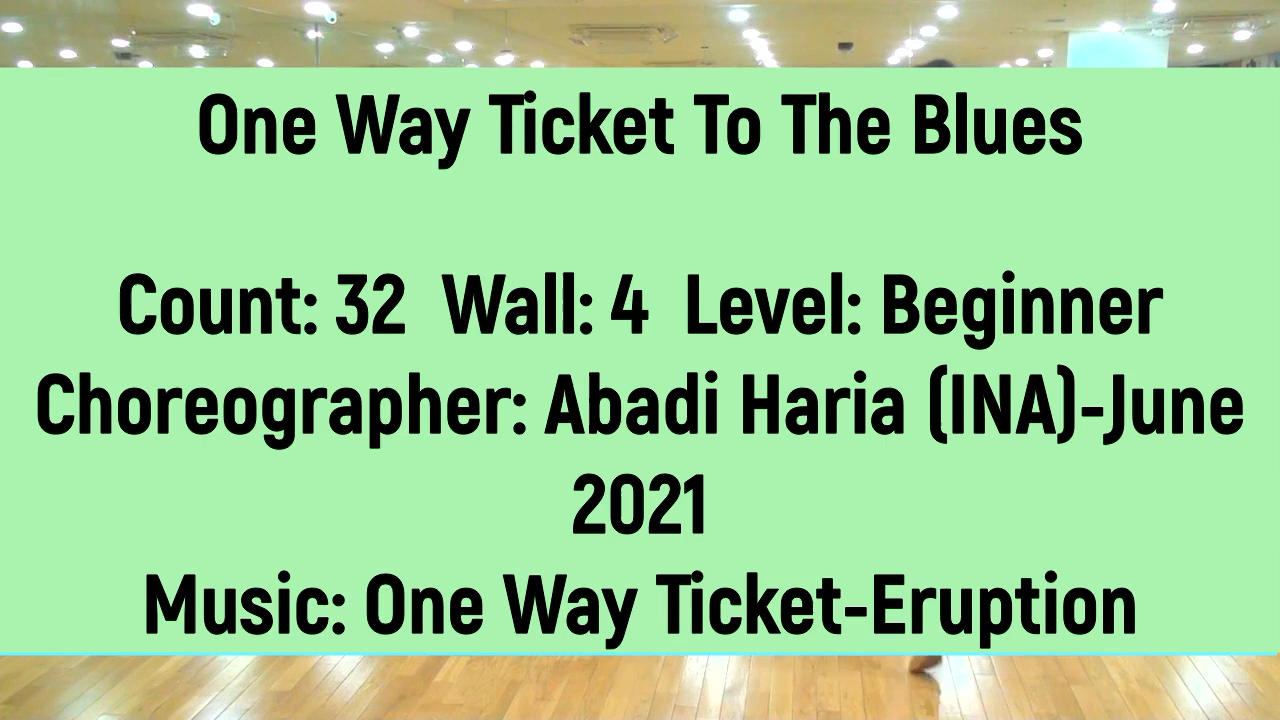 One Way Ticket To The Blues
Count: 32 Wall: 4 Level: Beginner
Choreographer: Abadi Haria (INA)-June
2021
Music: One Way Ticket-Eruption